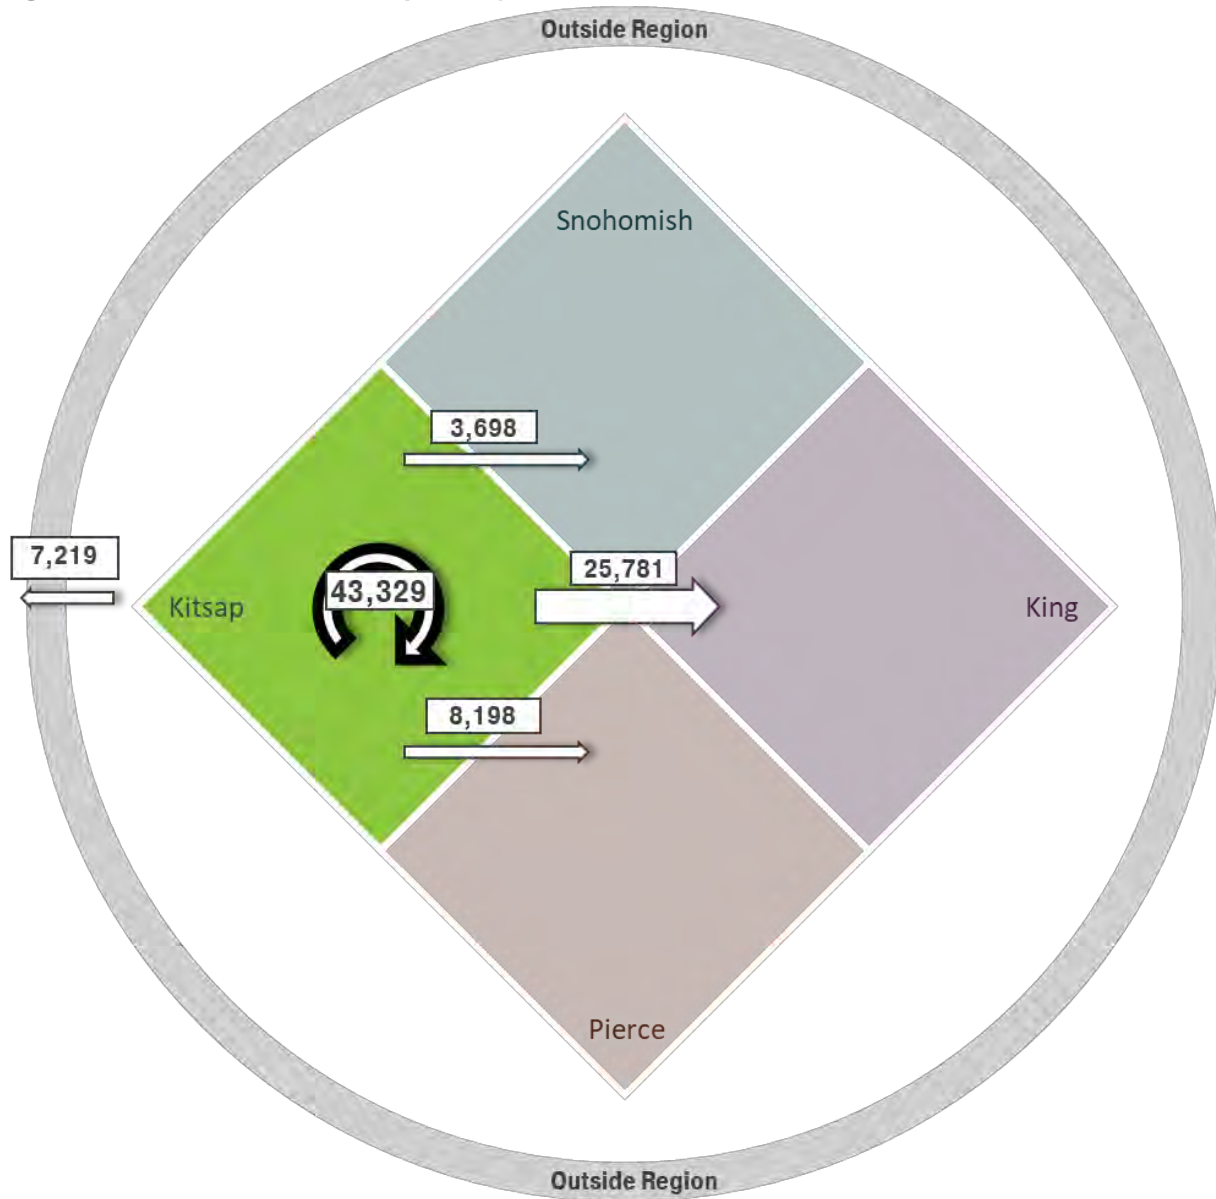 Outside Region
Snohomish
3,698
7,219
25,781
43,329
Kitsap
King
8,198
Pierce
Outside Region